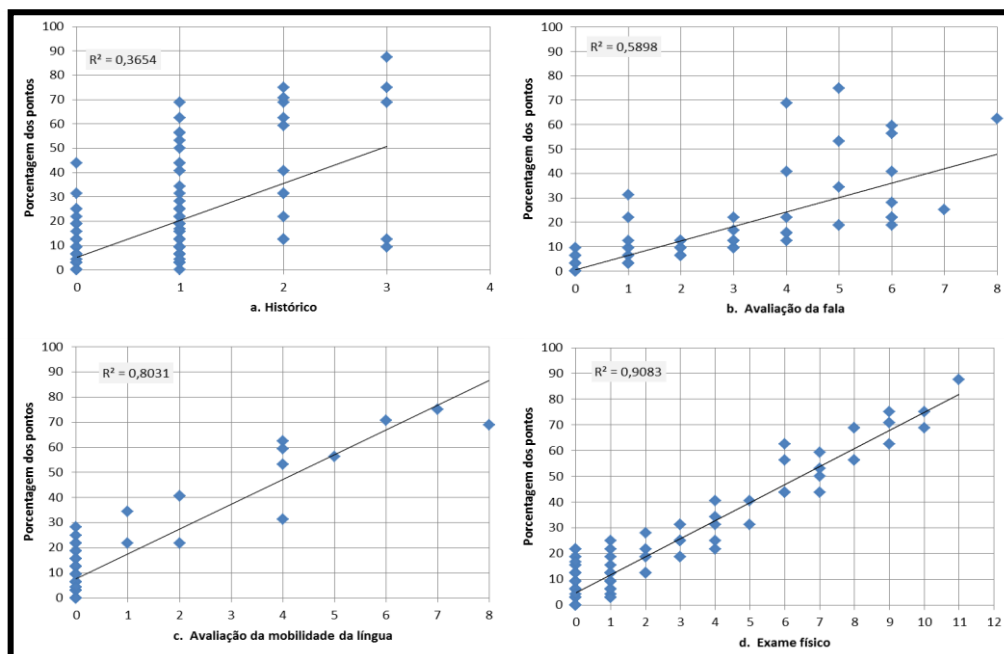 Porcentagem dos pontos
100
90
80
70
60
50
40
30
20
10
0
R² = 0,3654
0 1 2 3 4
a. Histórico
Porcentagem dos pontos
100
90
80
70
60
50
40
30
20
10
0
R² = 0,5898
0 1 2 3 4 5 6 7 8
b. Avaliação da fala
Porcentagem dos pontos
100
90
80
70
60
50
40
30
20
10
0
R² = 0,8031
0 1 2 3 4 5 6 7 8
c. Avaliação da mobilidade da língua
Porcentagem dos pontos
100
90
80
70
60
50
40
30
20
10
0
R² = 0,9083
0 1 2 3 4 5 6 7 8 9 10 11 12
d. Exame físico